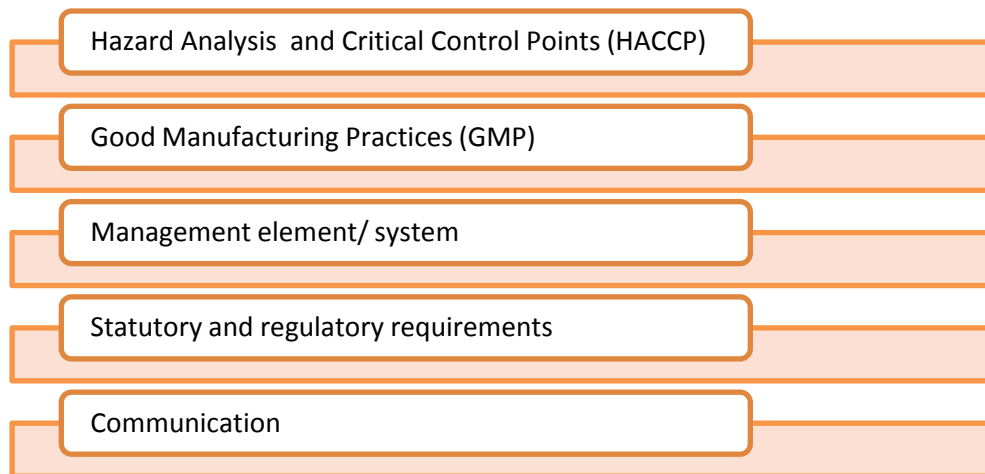 Hazard Analysis  and Critical Control Points (HACCP)
Good Manufacturing Practices (GMP)
Management element/ system
Statutory and regulatory requirements
Communication